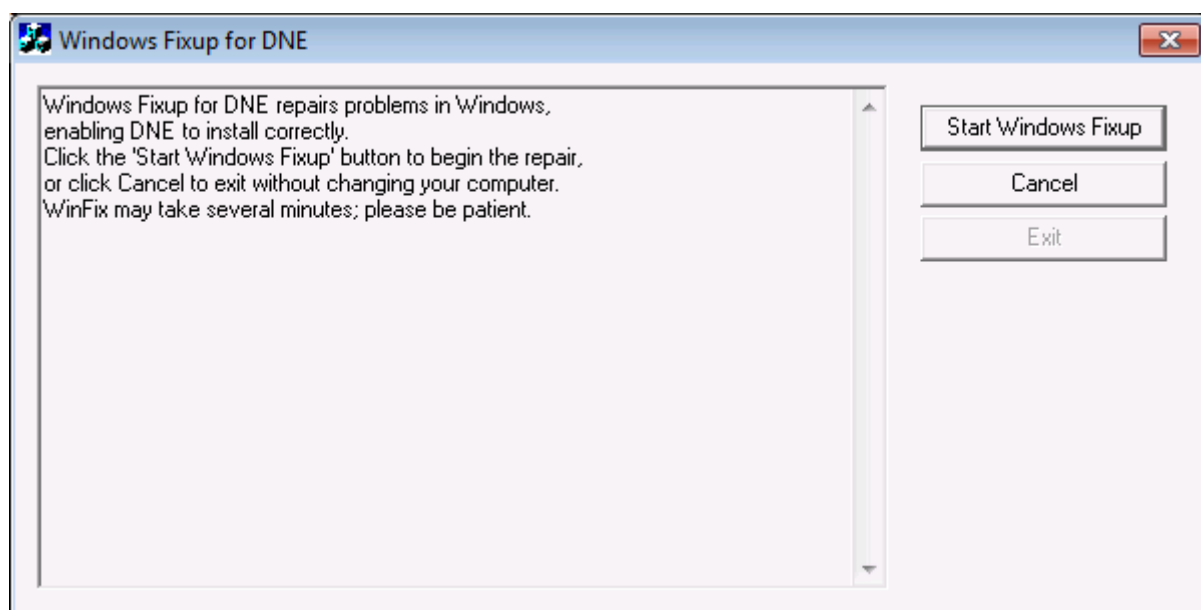 Windows Fixup for DNE
Windows Fixup for DNE repairs problems in Windows,
enabling DNE to install correctly.
Click the 'Start Windows Fixup' button to begin the repair,
or click Cancel to exit without changing your computer.
WinFix may take several minutes; please be patient.
Start Windows Fixup
Cancel
Exit